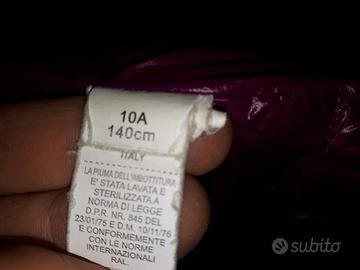 10A
140cm
ITALY
LA PIUMA DELL'IMBOTTITURA
E' STATA LAVATA E
STERILIZZATA A
NORMA DI LEGGE
D.P.R. NR. 845 DEL
23/01/75 E D.M. 10/11/76
E CONFORMEMENTE
CON LE NORME
INTERNAZIONALI
RAL.
subito